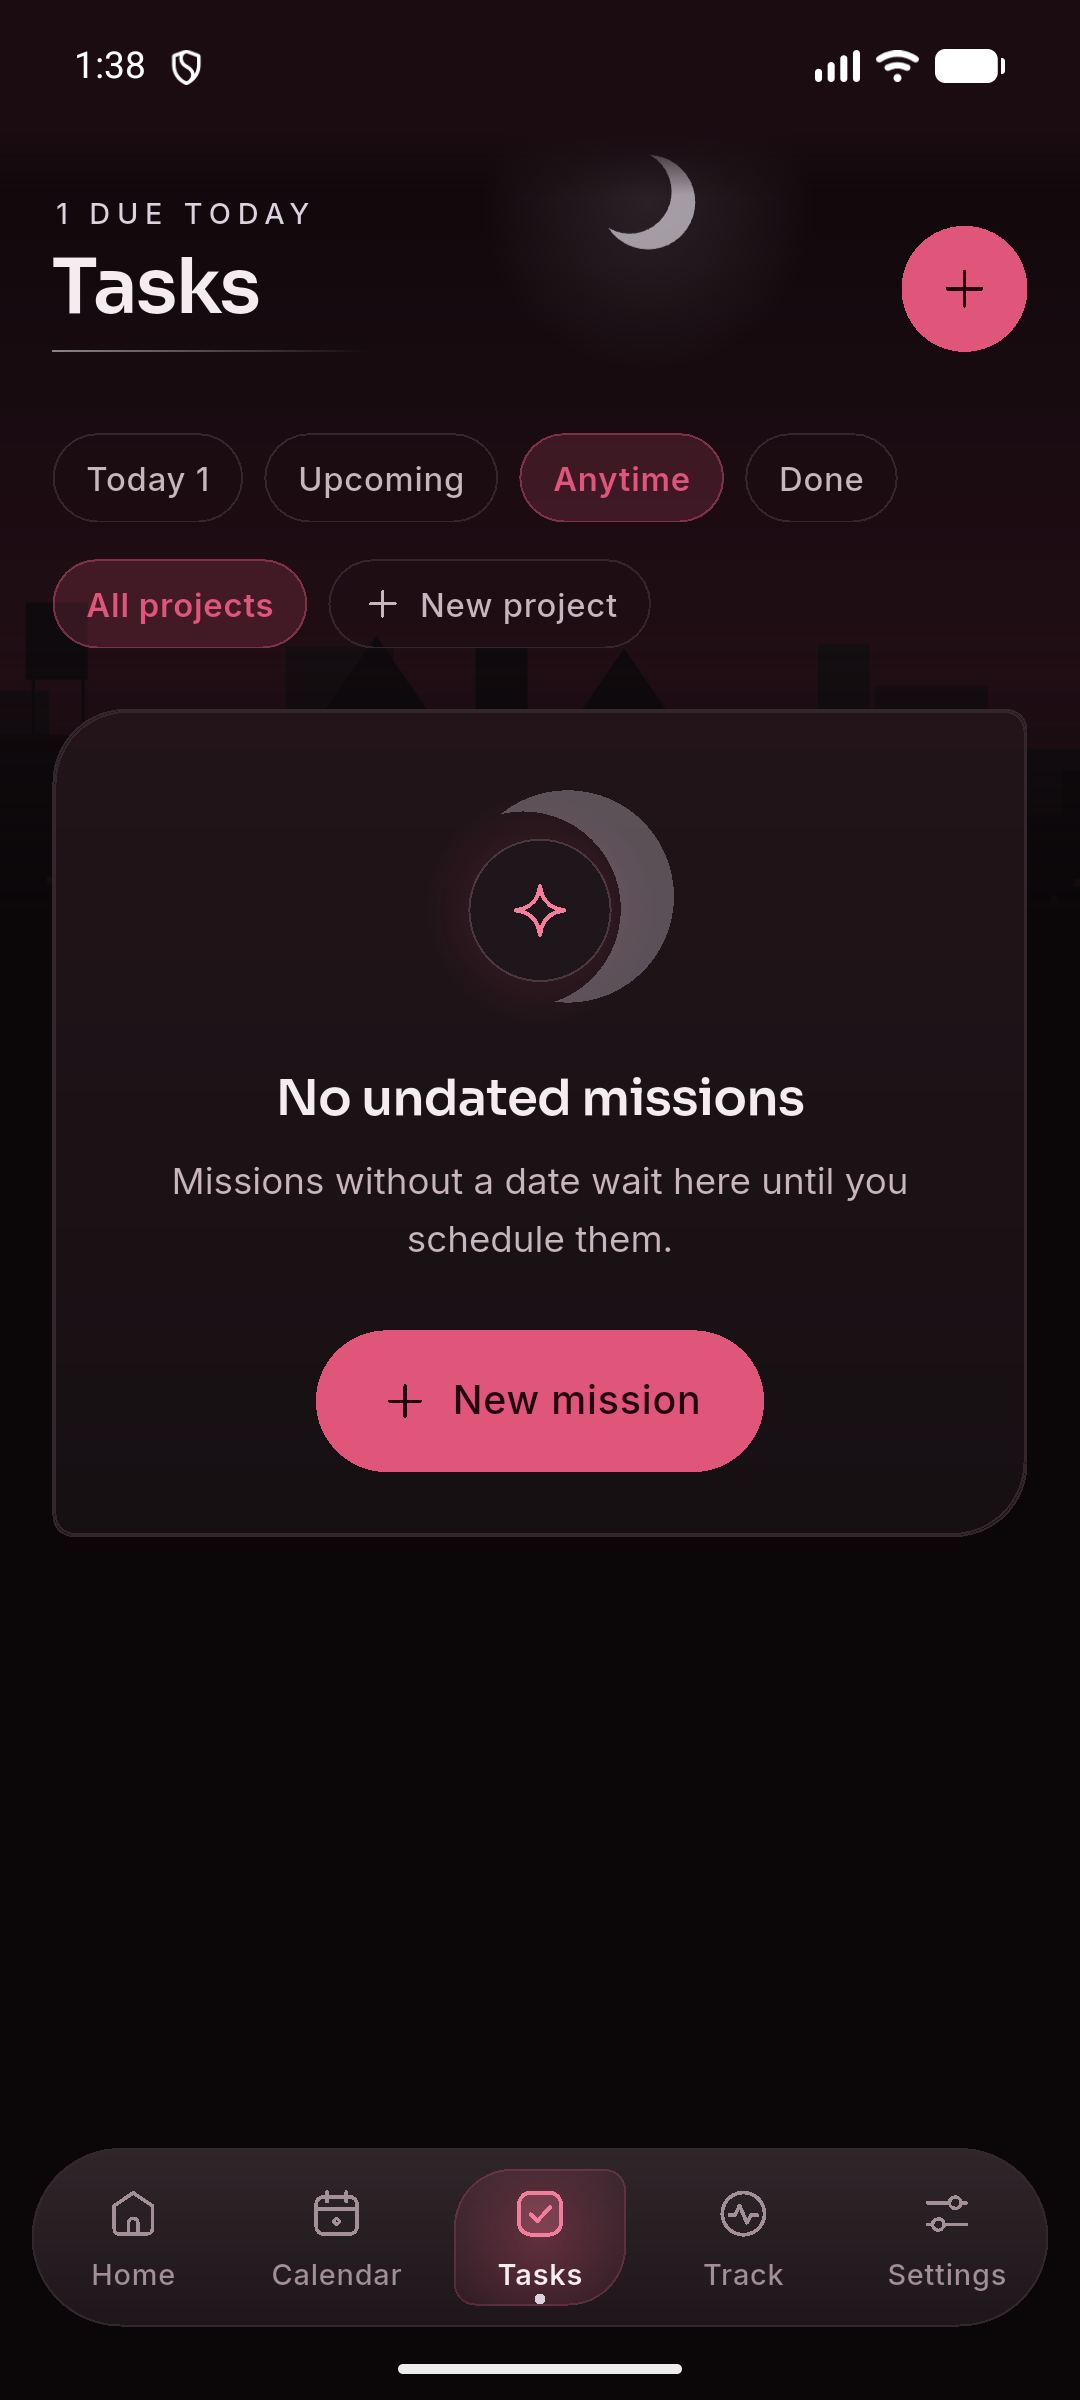 1:38
1 DUE TODAY
Tasks
Today 1
Upcoming
Anytime
Done
All projects
New project
No undated missions
Missions without a date wait here until you
schedule them.
New mission
Home
Calendar
Tasks
Track
Settings